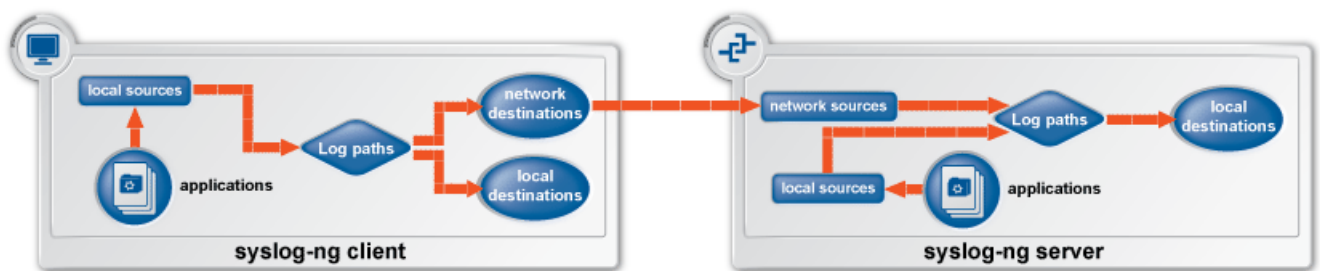 local sources
applications
Log paths
network
destinations
local
destinations
syslog-ng client
network sources
local sources
applications
Log paths
local
destinations
syslog-ng server